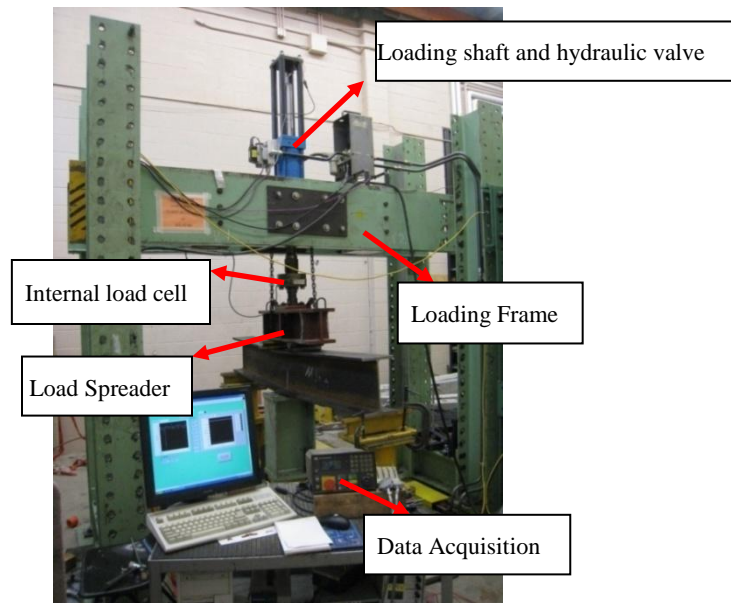 Loading shaft and hydraulic valve
Internal load cell
Loading Frame
Load Spreader
Data Acquisition